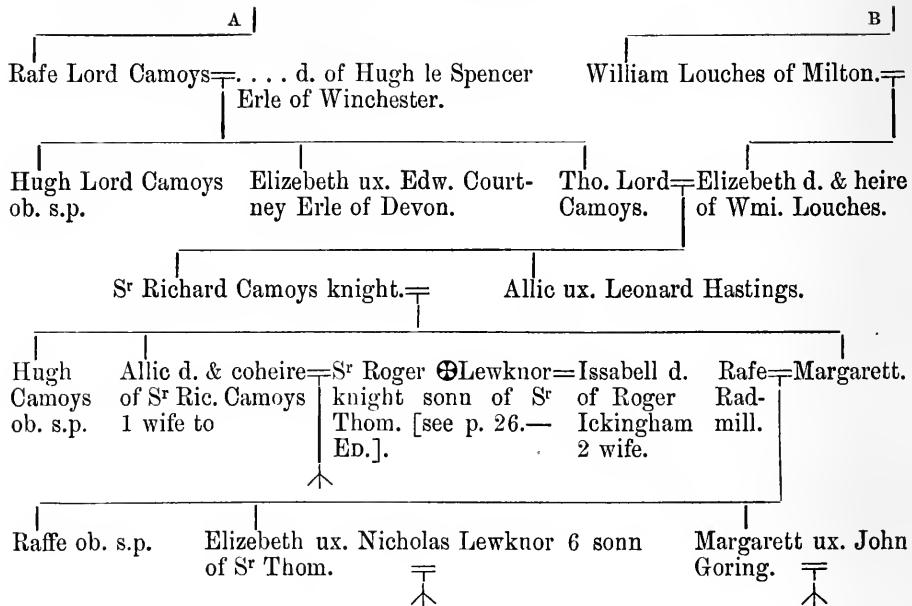 A B
Rafe Lord Camoys=. . . . d. of Hugh le Spencer William Louches of Milton.=
Erle of Winchester.
Hugh Lord Camoys Elizebeth ux. Edw. Court- Tho. Lord=Elizebeth d. & heire
ob. s.p. ney Erle of Devon. Camoys. of Wmi. Louches.
Sr Richard Camoys knight.= Allic ux. Leonard Hastings.
Hugh Allic d. & coheire=Sr Roger ✠Lewknor=Issabell d. Rafe=Margarett.
Camoys of Sr Ric. Camoys knight sonn of Sr of Roger Rad-
ob. s.p. 1 wife to Thom. [see p. 26.— Ickingham mill.
ED.]. 2 wife.
Raffe ob. s.p. Elizebeth ux. Nicholas Lewknor 6 sonn Margarett ux. John
of Sr Thom. Goring.